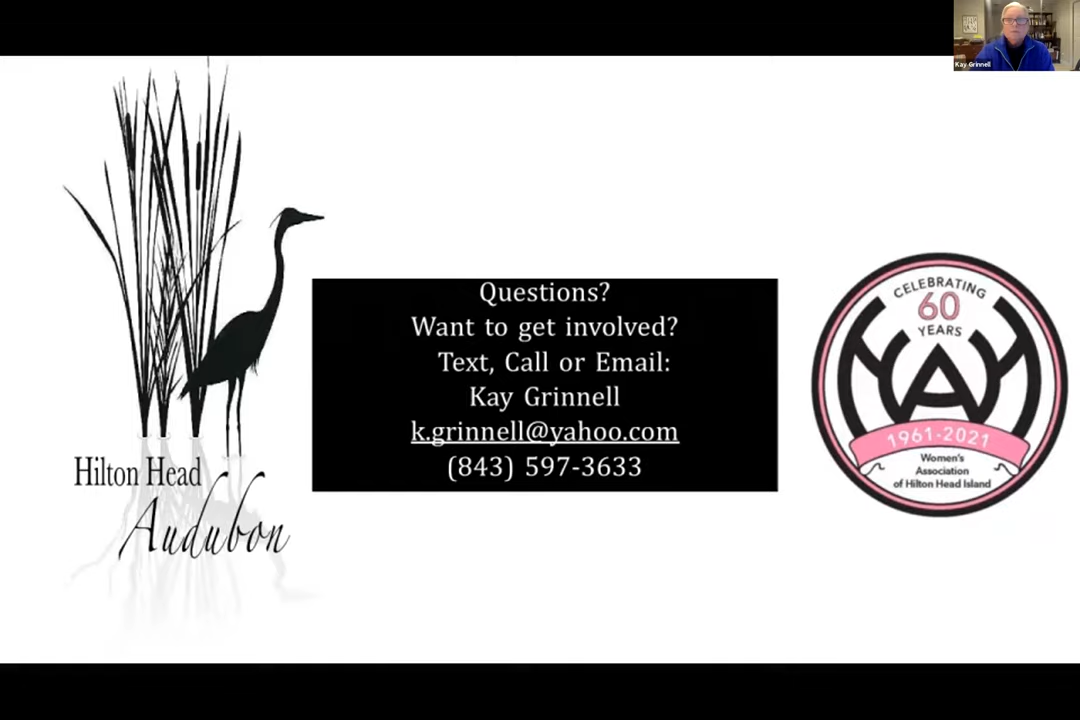 Kay Grinnell
Questions?
Want to get involved?
Text, Call or Email:
Kay Grinnell
k.grinnell@yahoo.com
(843) 597-3633
Hilton Head
Audubon
CELEBRATING
60
YEARS
1961-2021
Women's
Association
of Hilton Head Island